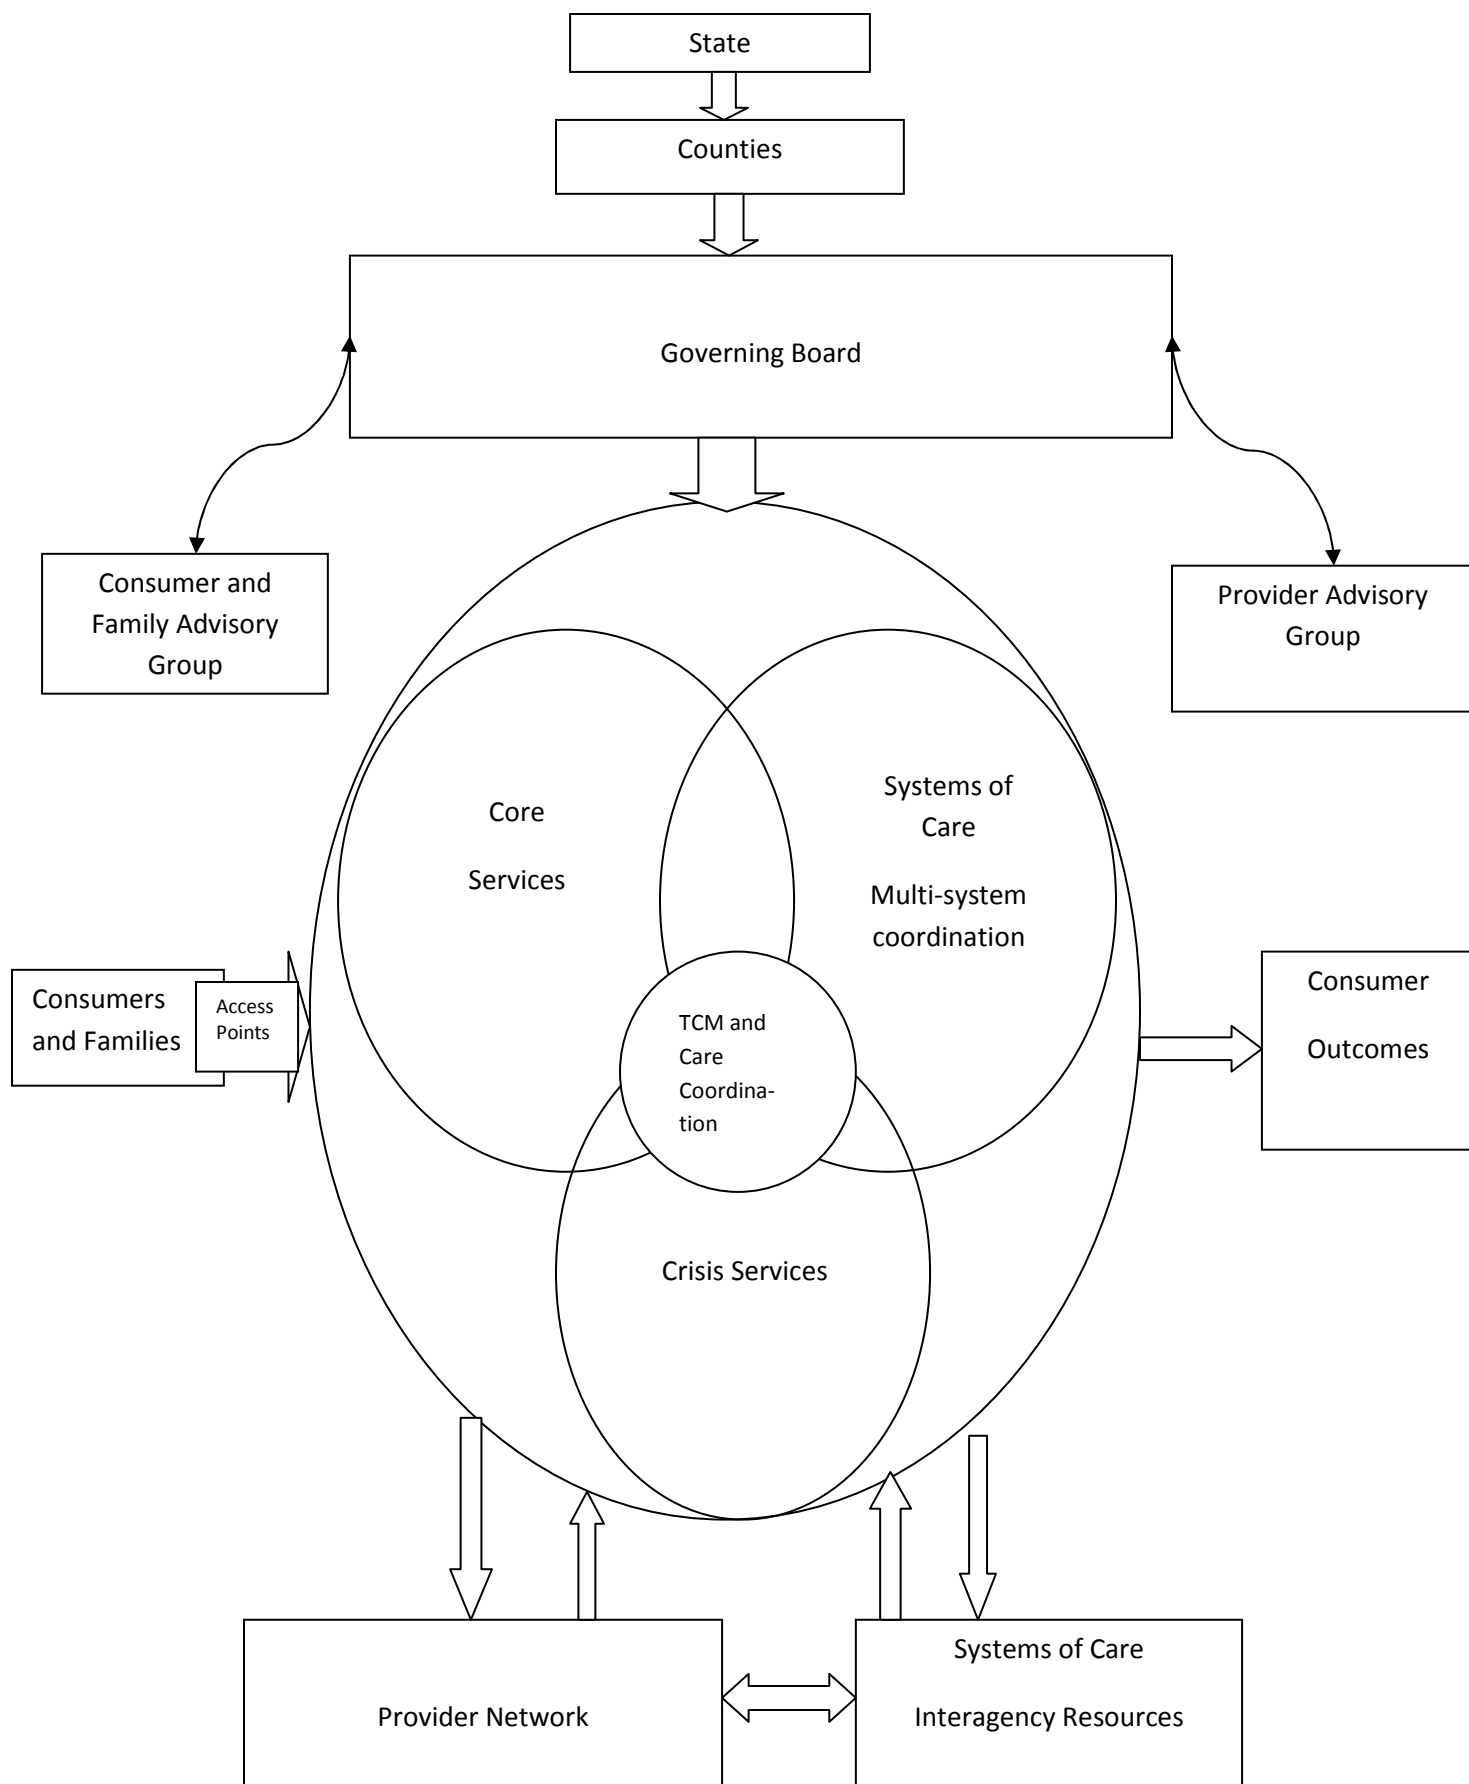 State
Counties
Governing Board
Consumer and
Family Advisory
Group
Provider Advisory
Group
Core
Services
Systems of
Care
Multi-system
coordination
Consumers
and Families
Access
Points
TCM and
Care
Coordina-
tion
Consumer
Outcomes
Crisis Services
Provider Network
Systems of Care
Interagency Resources